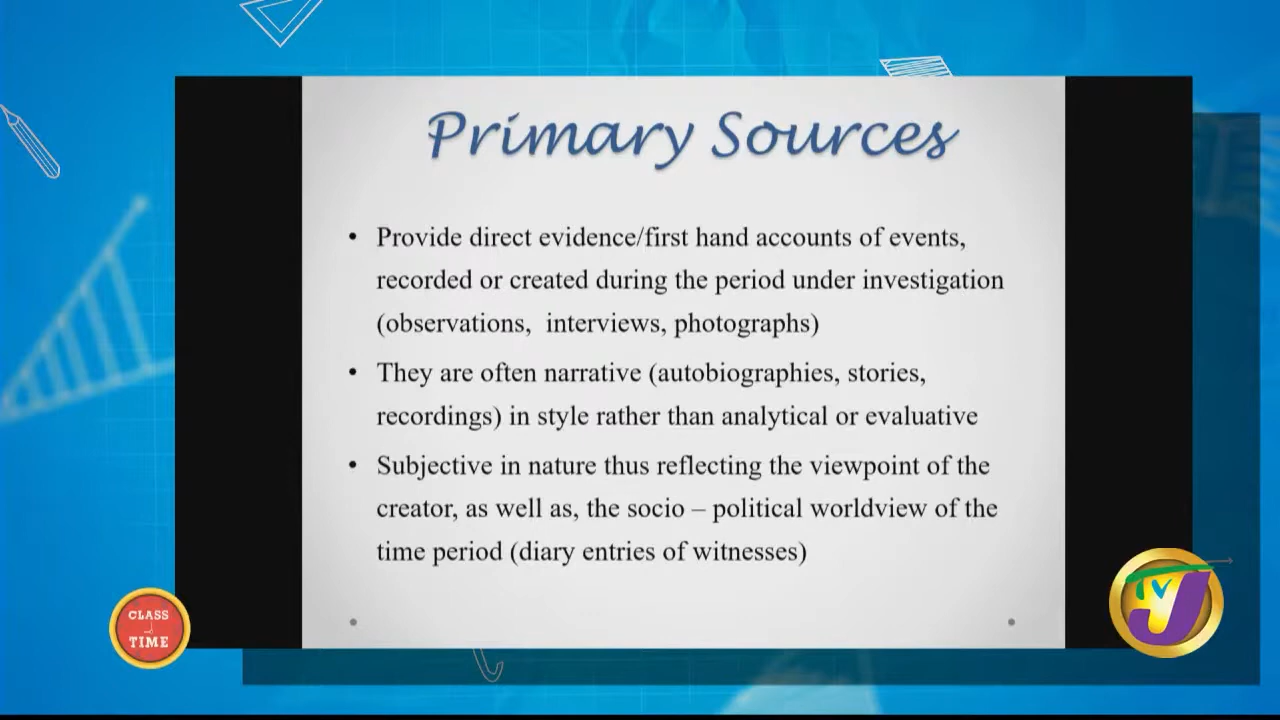 Primary Sources
• Provide direct evidence/first hand accounts of events,
recorded or created during the period under investigation
(observations,  interviews, photographs)
• They are often narrative (autobiographies, stories,
recordings) in style rather than analytical or evaluative
• Subjective in nature thus reflecting the viewpoint of the
creator, as well as, the socio – political worldview of the
time period (diary entries of witnesses)
CLASS
TIME
TVJ